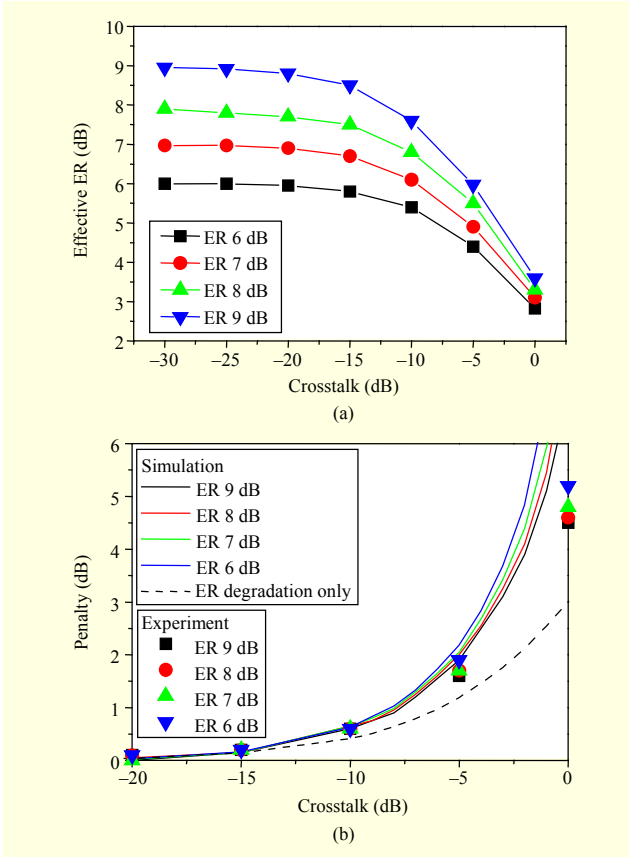 10
9
8
7
6
5
4
3
2
Effective ER (dB)
ER 6 dB
ER 7 dB
ER 8 dB
ER 9 dB
–30 –25 –20 –15 –10 –5 0
Crosstalk (dB)
(a)
6
5
4
3
2
1
0
Penalty (dB)
Simulation
ER 9 dB
ER 8 dB
ER 7 dB
ER 6 dB
ER degradation only
Experiment
ER 9 dB
ER 8 dB
ER 7 dB
ER 6 dB
–20 –15 –10 –5 0
Crosstalk (dB)
(b)